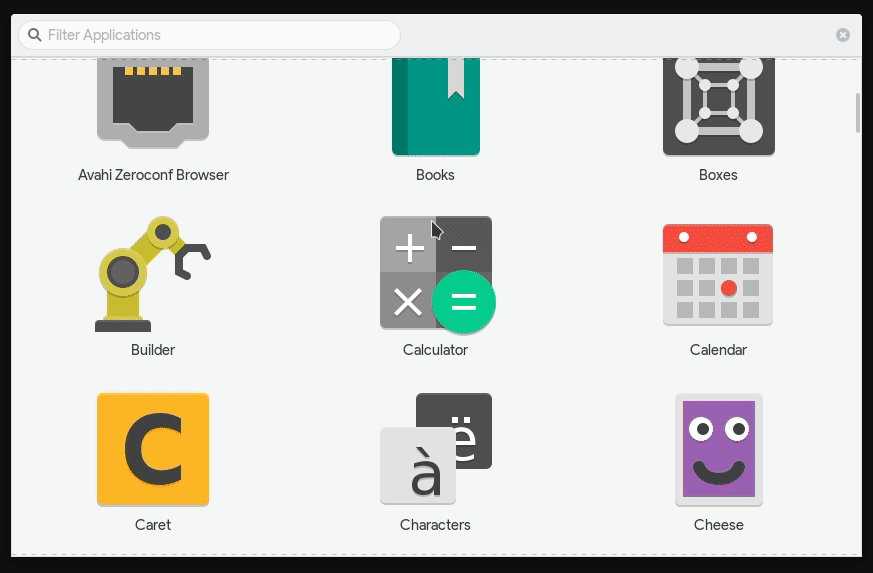 Filter Applications
Avahi Zeroconf Browser
Books
Boxes
Builder
Calculator
Calendar
C
ë
à
Caret
Characters
Cheese